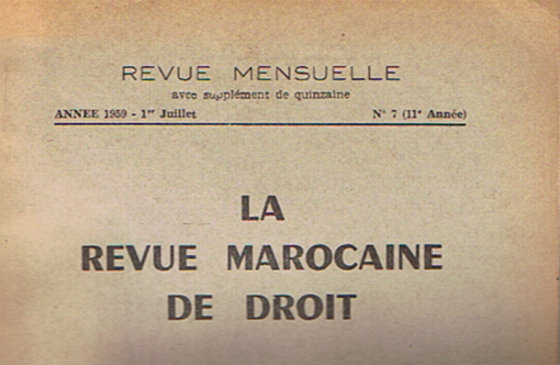 REVUE MENSUELLE
avec supplément de quinzaine
ANNEE 1959 - 1er Juillet N° 7 (11e Année)
LA
REVUE MAROCAINE
DE DROIT